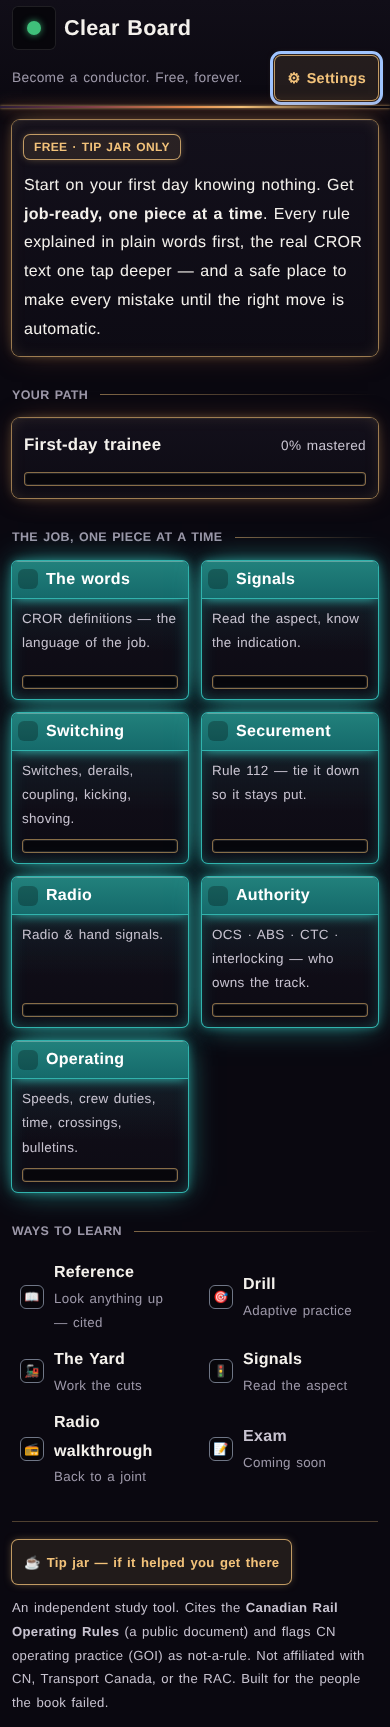 Clear Board
Become a conductor. Free, forever.
⚙ Settings
FREE · TIP JAR ONLY
Start on your first day knowing nothing. Get
job-ready, one piece at a time. Every rule
explained in plain words first, the real CROR
text one tap deeper — and a safe place to
make every mistake until the right move is
automatic.
YOUR PATH
First-day trainee
0% mastered
THE JOB, ONE PIECE AT A TIME
The words
CROR definitions — the
language of the job.
Signals
Read the aspect, know
the indication.
Switching
Switches, derails,
coupling, kicking,
shoving.
Securement
Rule 112 — tie it down
so it stays put.
Radio
Radio & hand signals.
Authority
OCS · ABS · CTC ·
interlocking — who
owns the track.
Operating
Speeds, crew duties,
time, crossings,
bulletins.
WAYS TO LEARN
Reference
Look anything up
— cited
Drill
Adaptive practice
The Yard
Work the cuts
Signals
Read the aspect
Radio
walkthrough
Back to a joint
Exam
Coming soon
Tip jar — if it helped you get there
An independent study tool. Cites the Canadian Rail
Operating Rules (a public document) and flags CN
operating practice (GOI) as not-a-rule. Not affiliated with
CN, Transport Canada, or the RAC. Built for the people
the book failed.